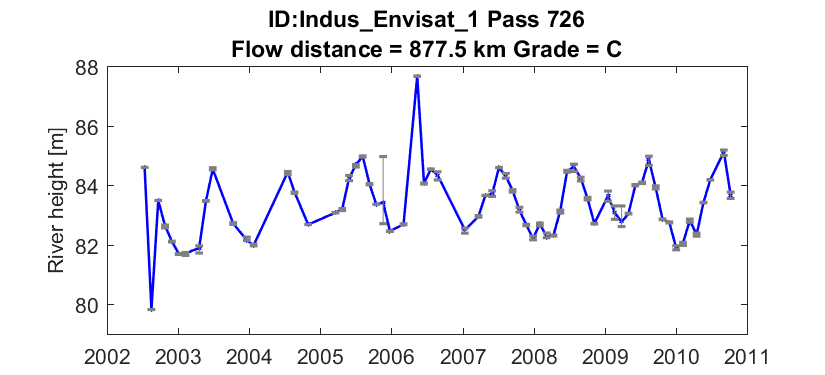 ID:Indus_Envisat_1 Pass 726
Flow distance = 877.5 km Grade = C
River height [m]
88
86
84
82
80
2002 2003 2004 2005 2006 2007 2008 2009 2010 2011